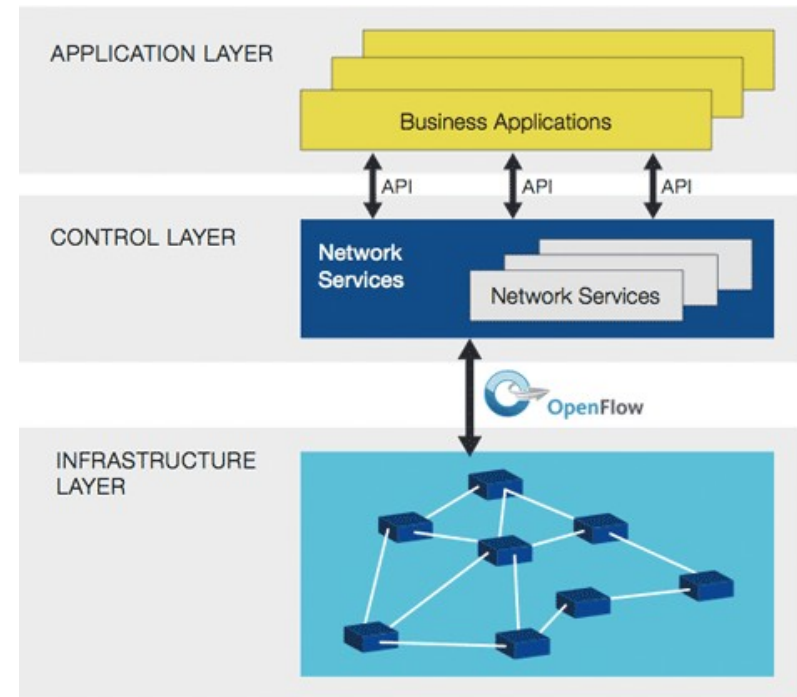 APPLICATION LAYER
Business Applications
API
API
API
CONTROL LAYER
Network
Services
Network Services
OpenFlow
INFRASTRUCTURE
LAYER